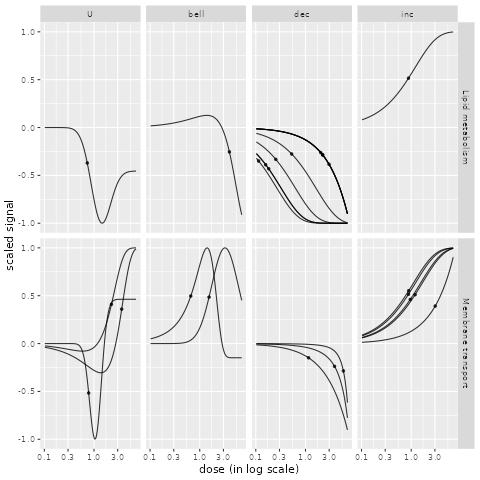 U bell dec inc
1.0
0.5
0.0
-0.5
-1.0
Lipid metabolism
1.0
0.5
0.0
-0.5
-1.0
Membrane transport
scaled signal
0.1 0.3 1.0 3.0 0.1 0.3 1.0 3.0 0.1 0.3 1.0 3.0 0.1 0.3 1.0 3.0
dose (in log scale)